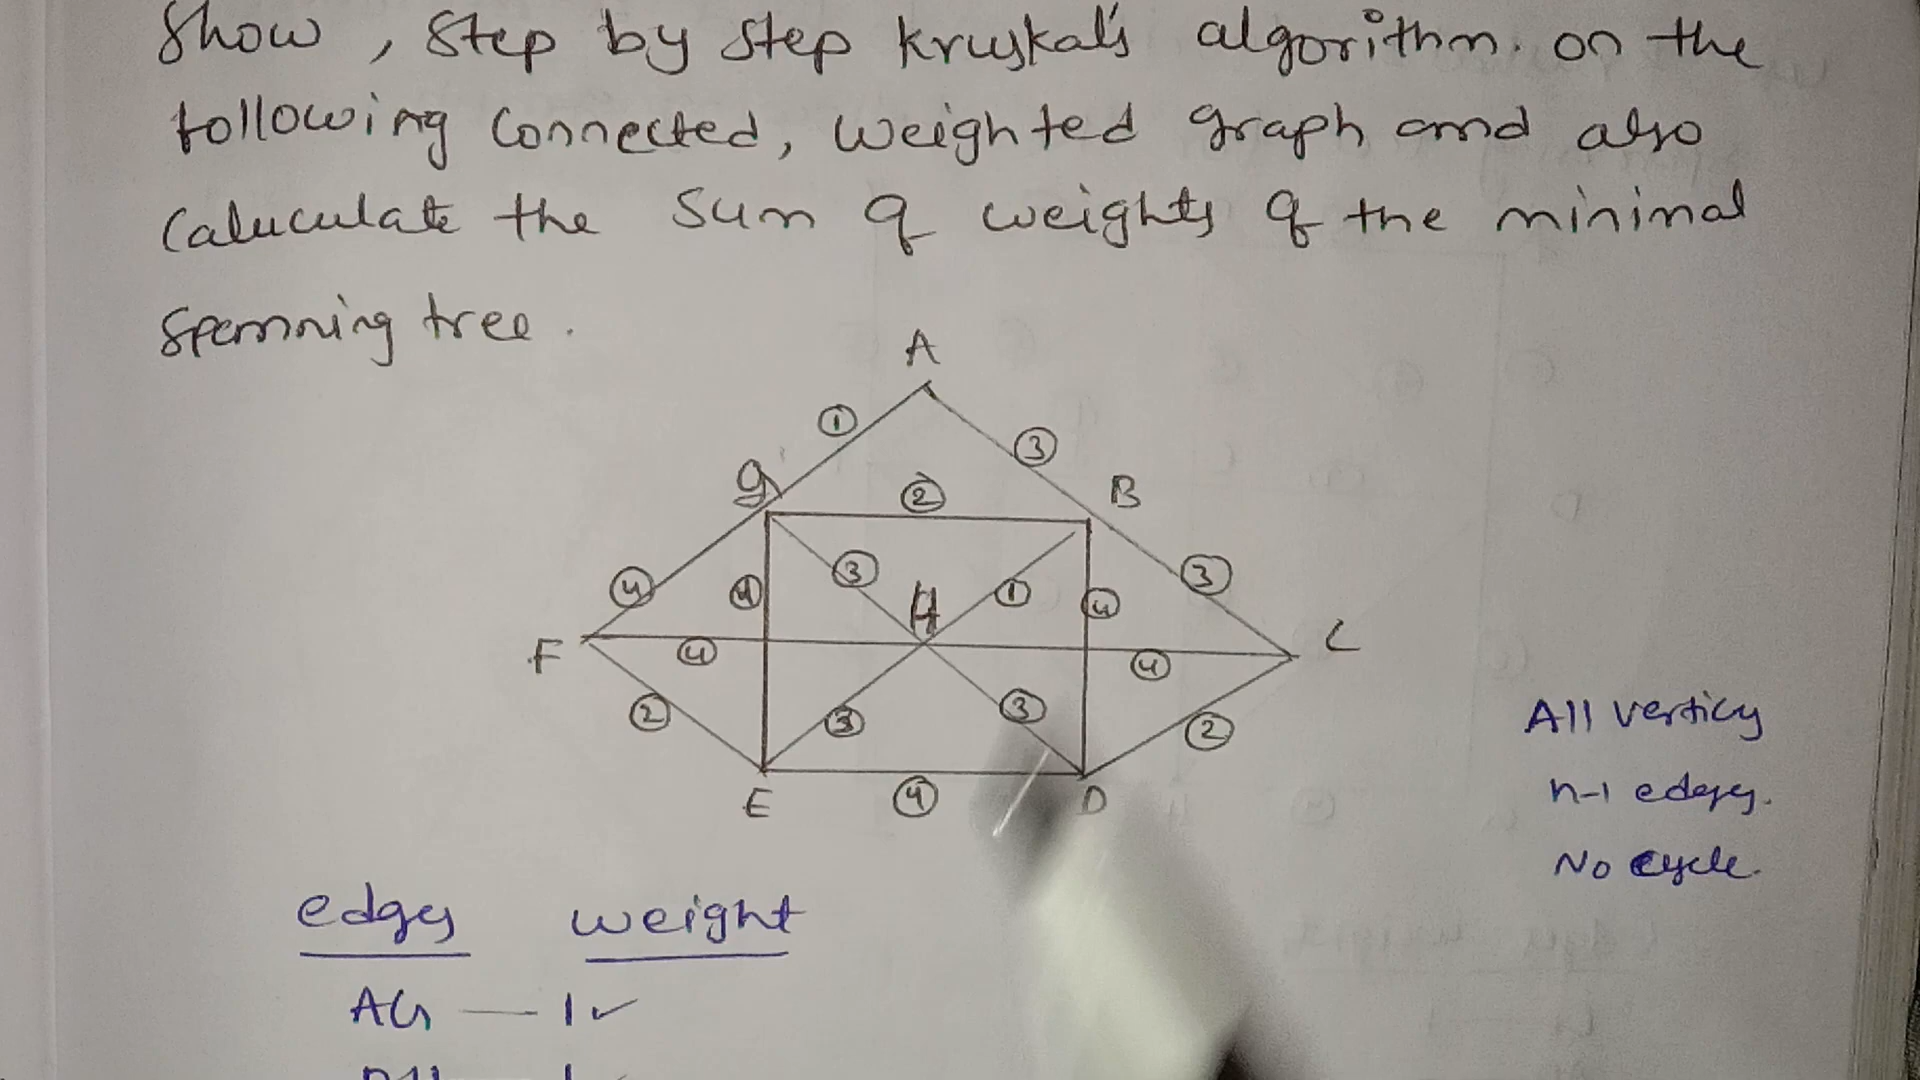 Show, Step by step kruskal's algorithm. on the
following connected, weighted graph and also
Caluculate the sum of weights of the minimal
Spanning tree.
A
1
3
G
2
B
4
4
3
H
1
4
3
F
4
4
C
2
3
3
2
All vertices
E
4
D
n-1 edges.
No cycle.
edges weight
AG — 1 ✓